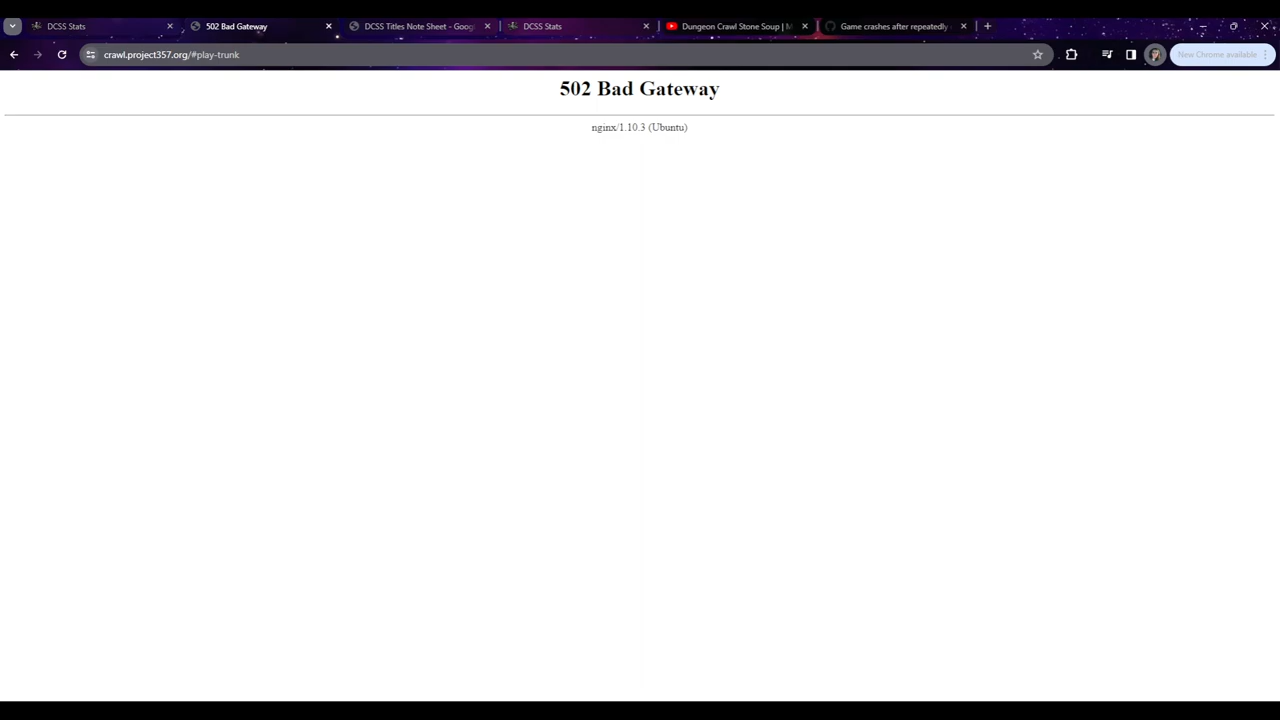 DCSS Stats
502 Bad Gateway
DCSS Titles Note Sheet - Goog
DCSS Stats
Dungeon Crawl Stone Soup | M
Game crashes after repeatedly
crawl.project357.org/#play-trunk
New Chrome available
502 Bad Gateway
nginx/1.10.3 (Ubuntu)